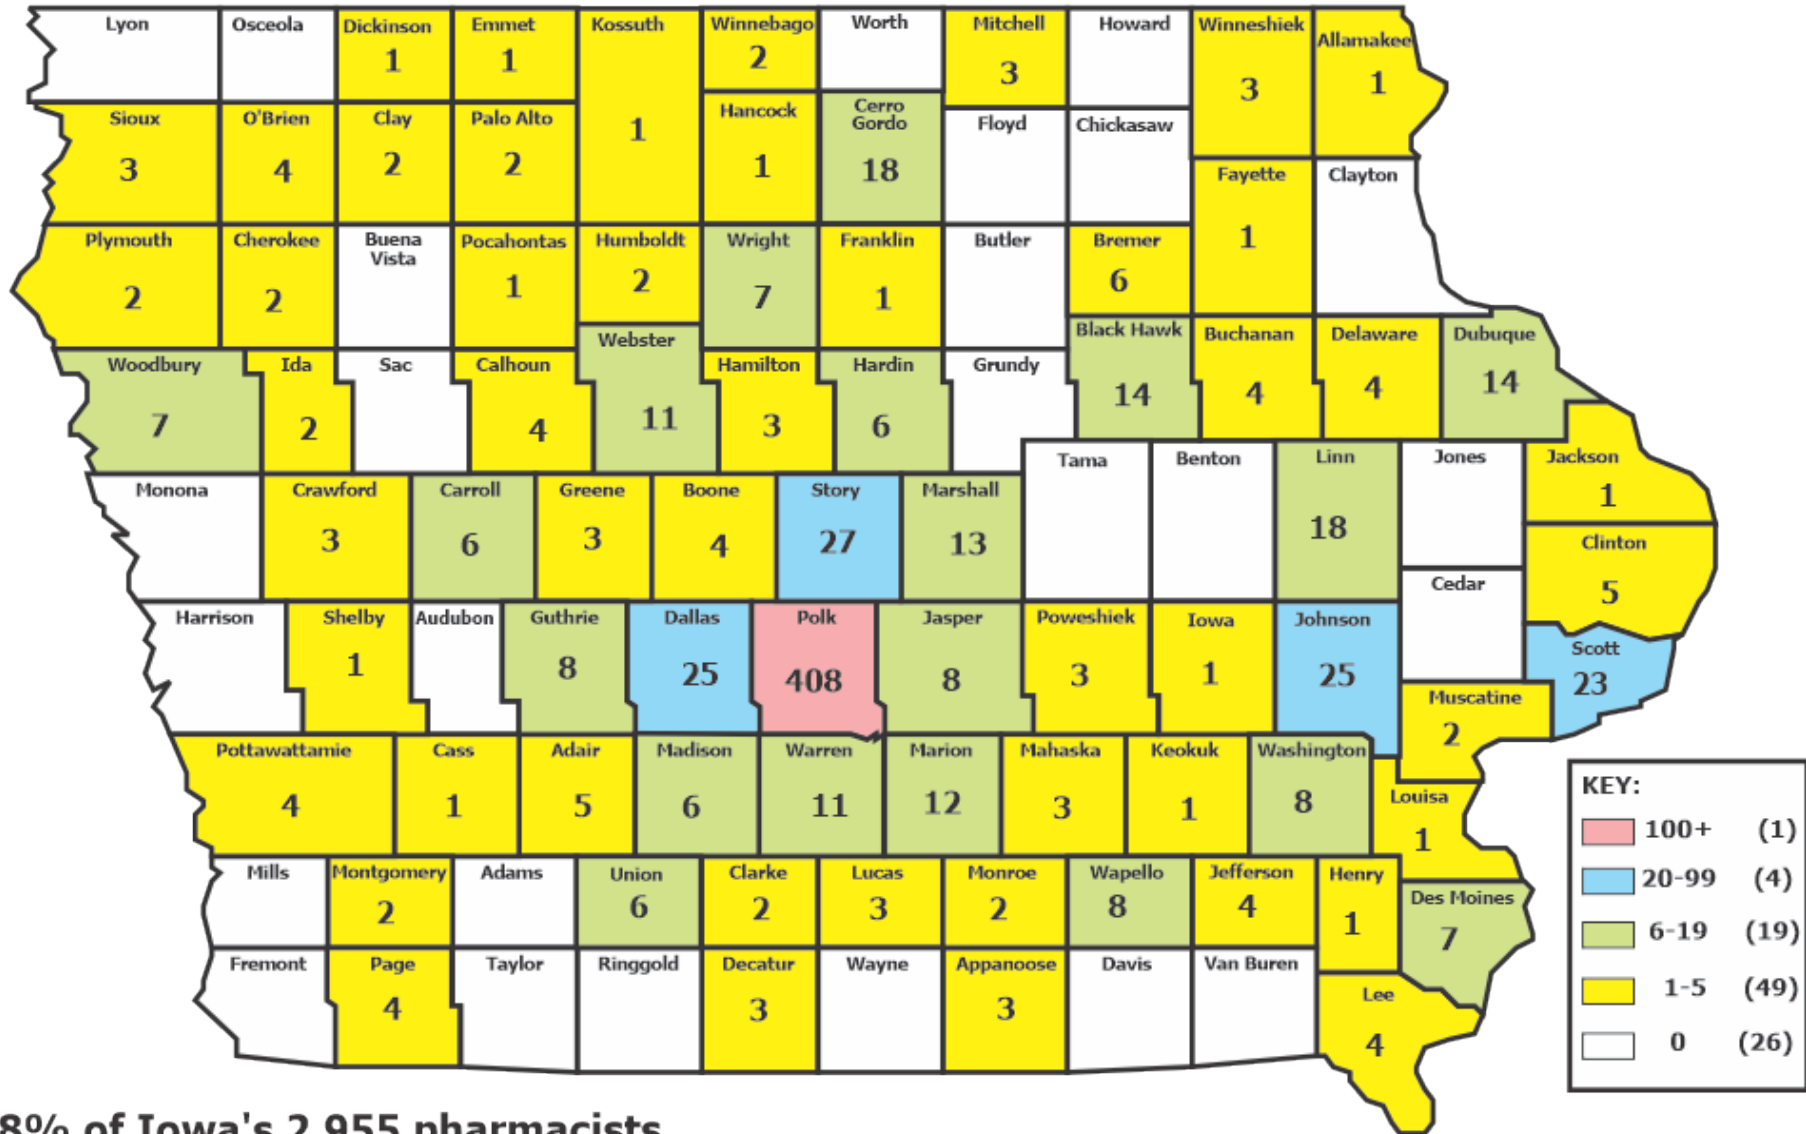 Lyon
Osceola
Dickinson
1
Emmet
1
Kossuth
1
Winnebago
2
Worth
Mitchell
3
Howard
Winneshiek
3
Allamakee
1
Sioux
3
O'Brien
4
Clay
2
Palo Alto
2
Hancock
1
Cerro
Gordo
18
Floyd
Chickasaw
Fayette
1
Clayton
Plymouth
2
Cherokee
2
Buena
Vista
Pocahontas
1
Humboldt
2
Wright
7
Franklin
1
Butler
Bremer
6
Woodbury
7
Ida
2
Sac
Calhoun
4
Webster
11
Hamilton
3
Hardin
6
Grundy
Black Hawk
14
Buchanan
4
Delaware
4
Dubuque
14
Monona
Crawford
3
Carroll
6
Greene
3
Boone
4
Story
27
Marshall
13
Tama
Benton
Linn
18
Jones
Jackson
1
Clinton
5
Cedar
Harrison
Shelby
1
Audubon
Guthrie
8
Dallas
25
Polk
408
Jasper
8
Poweshiek
3
Iowa
1
Johnson
25
Scott
23
Muscatine
2
Pottawattamie
4
Cass
1
Adair
5
Madison
6
Warren
11
Marion
12
Mahaska
3
Keokuk
1
Washington
8
Louisa
1
Mills
Montgomery
2
Adams
Union
6
Clarke
2
Lucas
3
Monroe
2
Wapello
8
Jefferson
4
Henry
1
Des Moines
7
Fremont
Page
4
Taylor
Ringgold
Decatur
3
Wayne
Appanoose
3
Davis
Van Buren
Lee
4
KEY:
100+ (1)
20-99 (4)
6-19 (19)
1-5 (49)
0 (26)
8% of Iowa's 2,955 pharmacists